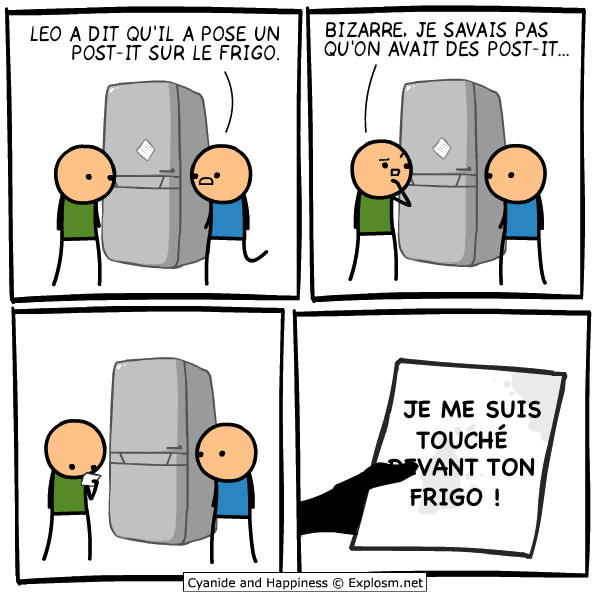 LEO A DIT QU'IL A POSE UN
POST-IT SUR LE FRIGO.
BIZARRE, JE SAVAIS PAS
QU'ON AVAIT DES POST-IT...
JE ME SUIS
TOUCHÉ
DEVANT TON
FRIGO !
Cyanide and Happiness © Explosm.net